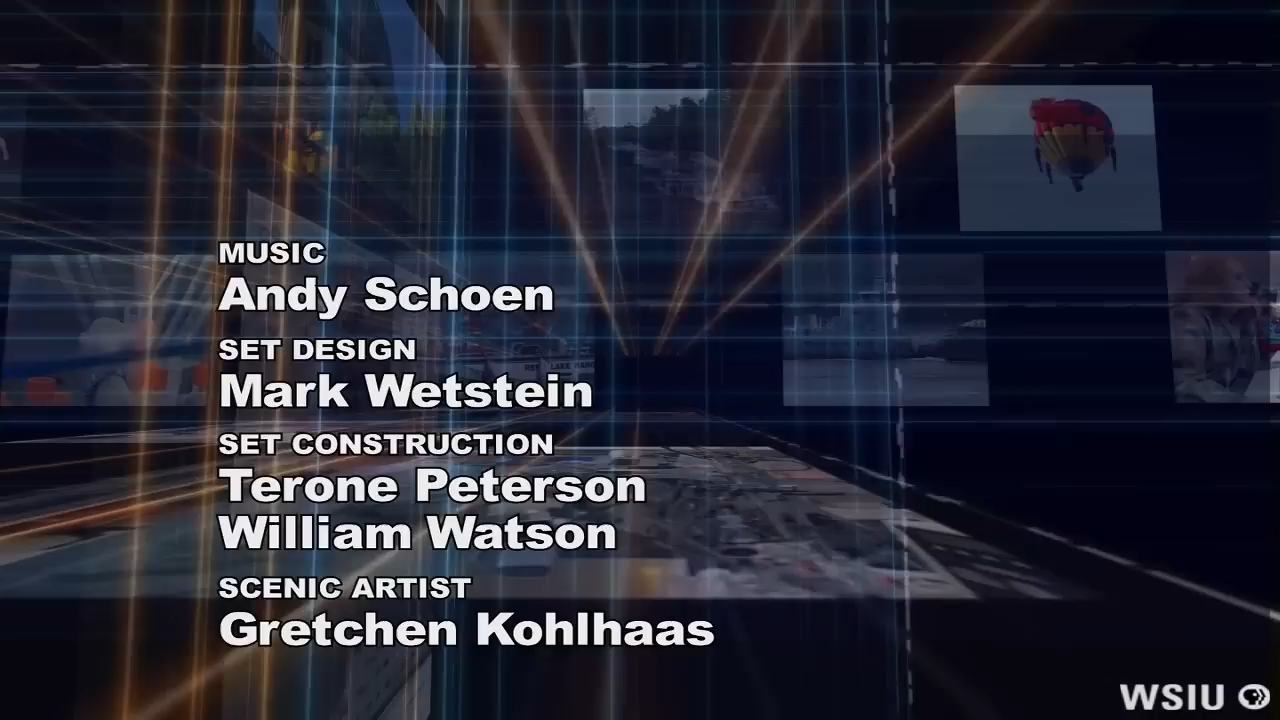 MUSIC
Andy Schoen
SET DESIGN
Mark Wetstein
SET CONSTRUCTION
Terone Peterson
William Watson
SCENIC ARTIST
Gretchen Kohlhaas
WSIU